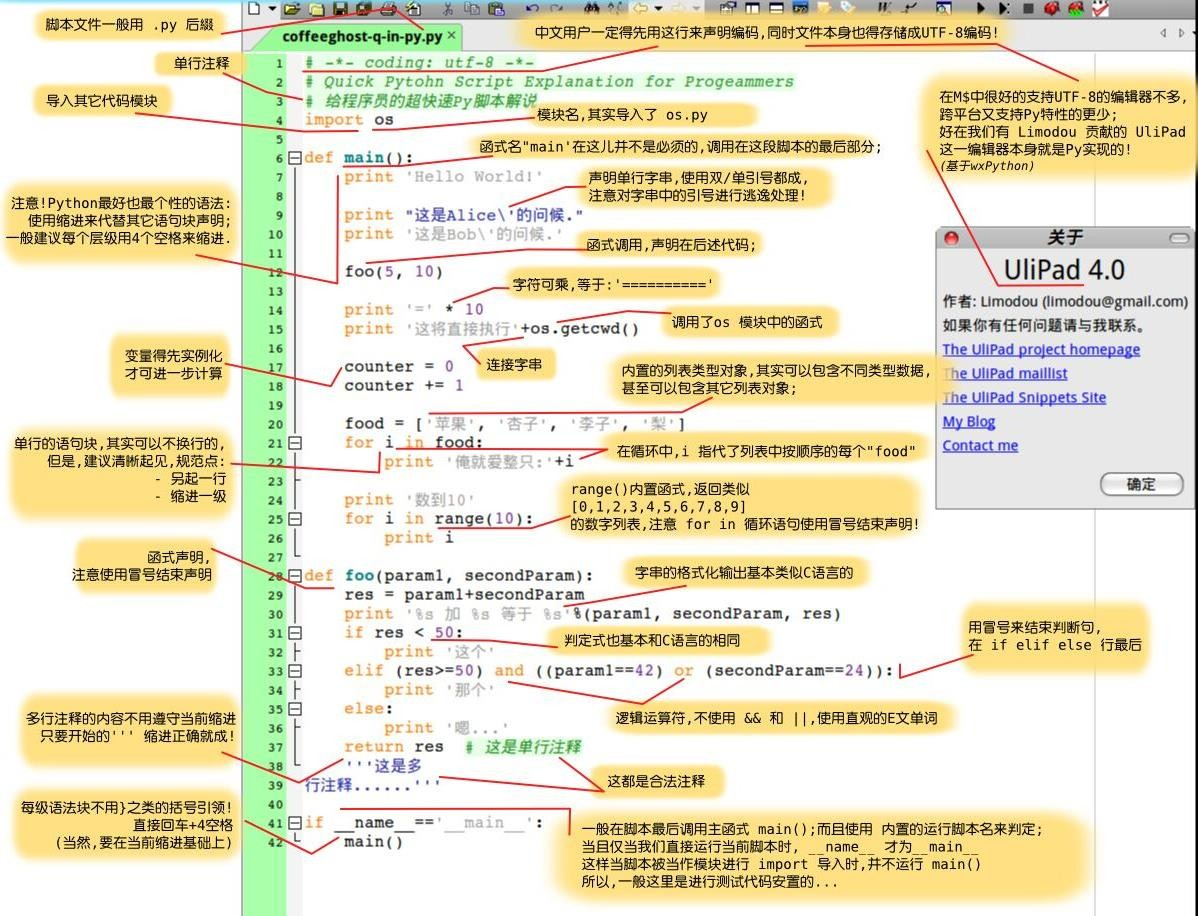 脚本文件一般用 .py 后缀
coffeeghost-q-in-py.py ×
中文用户一定得先用这行来声明编码,同时文件本身也得存储成UTF-8编码!
单行注释
导入其它代码模块
1 # -*- coding: utf-8 -*-
2 # Quick Pytohn Script Explanation for Progeammers
3 # 给程序员的超快速Py脚本解说
4 import os
模块名,其实导入了 os.py
在M$中很好的支持UTF-8的编辑器不多,
跨平台又支持Py特性的更少;
好在我们有 Limodou 贡献的 UliPad
这一编辑器本身就是Py实现的!
(基于wxPython)
5
6 def main():
函式名"main'在这儿并不是必须的,调用在这段脚本的最后部分;
7 print 'Hello World!'
8
声明单行字串,使用双/单引号都成,
注意对字串中的引号进行逃逸处理!
注意!Python最好也最个性的语法:
使用缩进来代替其它语句块声明;
一般建议每个层级用4个空格来缩进.
9 print "这是Alice\'的问候."
10 print '这是Bob\'的问候.'
11
函式调用,声明在后述代码;
12 foo(5, 10)
13
字符可乘,等于:'=========='
14 print '=' * 10
15 print '这将直接执行'+os.getcwd()
调用了os 模块中的函式
16
连接字串
变量得先实例化
才可进一步计算
17 counter = 0
18 counter += 1
内置的列表类型对象,其实可以包含不同类型数据,
甚至可以包含其它列表对象;
19
20 food = ['苹果', '杏子', '李子', '梨']
21 for i in food:
22 print '俺就爱整只:'+i
在循环中,i 指代了列表中按顺序的每个"food"
单行的语句块,其实可以不换行的,
但是,建议清晰起见,规范点:
- 另起一行
- 缩进一级
23
24 print '数到10'
25 for i in range(10):
26 print i
range()内置函式,返回类似
[0,1,2,3,4,5,6,7,8,9]
的数字列表,注意 for in 循环语句使用冒号结束声明!
27
函式声明,
注意使用冒号结束声明
28 def foo(param1, secondParam):
字串的格式化输出基本类似C语言的
29 res = param1+secondParam
30 print '%s 加 %s 等于 %s'%(param1, secondParam, res)
31 if res < 50:
判定式也基本和C语言的相同
32 print '这个'
33 elif (res>=50) and ((param1==42) or (secondParam==24)):
用冒号来结束判断句,
在 if elif else 行最后
34 print '那个'
35 else:
逻辑运算符,不使用 && 和 ||,使用直观的E文单词
36 print '嗯...'
多行注释的内容不用遵守当前缩进
只要开始的''' 缩进正确就成!
37 return res # 这是单行注释
38 '''这是多
39 行注释......'''
这都是合法注释
40
每级语法块不用}之类的括号引领!
直接回车+4空格
(当然,要在当前缩进基础上)
41 if __name__=='__main__':
42 main()
一般在脚本最后调用主函式 main();而且使用 内置的运行脚本名来判定;
当且仅当我们直接运行当前脚本时, __name__ 才为__main__
这样当脚本被当作模块进行 import 导入时,并不运行 main()
所以,一般这里是进行测试代码安置的...
关于
UliPad 4.0
作者: Limodou (limodou@gmail.com)
如果你有任何问题请与我联系。
The UliPad project homepage
The UliPad maillist
The UliPad Snippets Site
My Blog
Contact me
确定